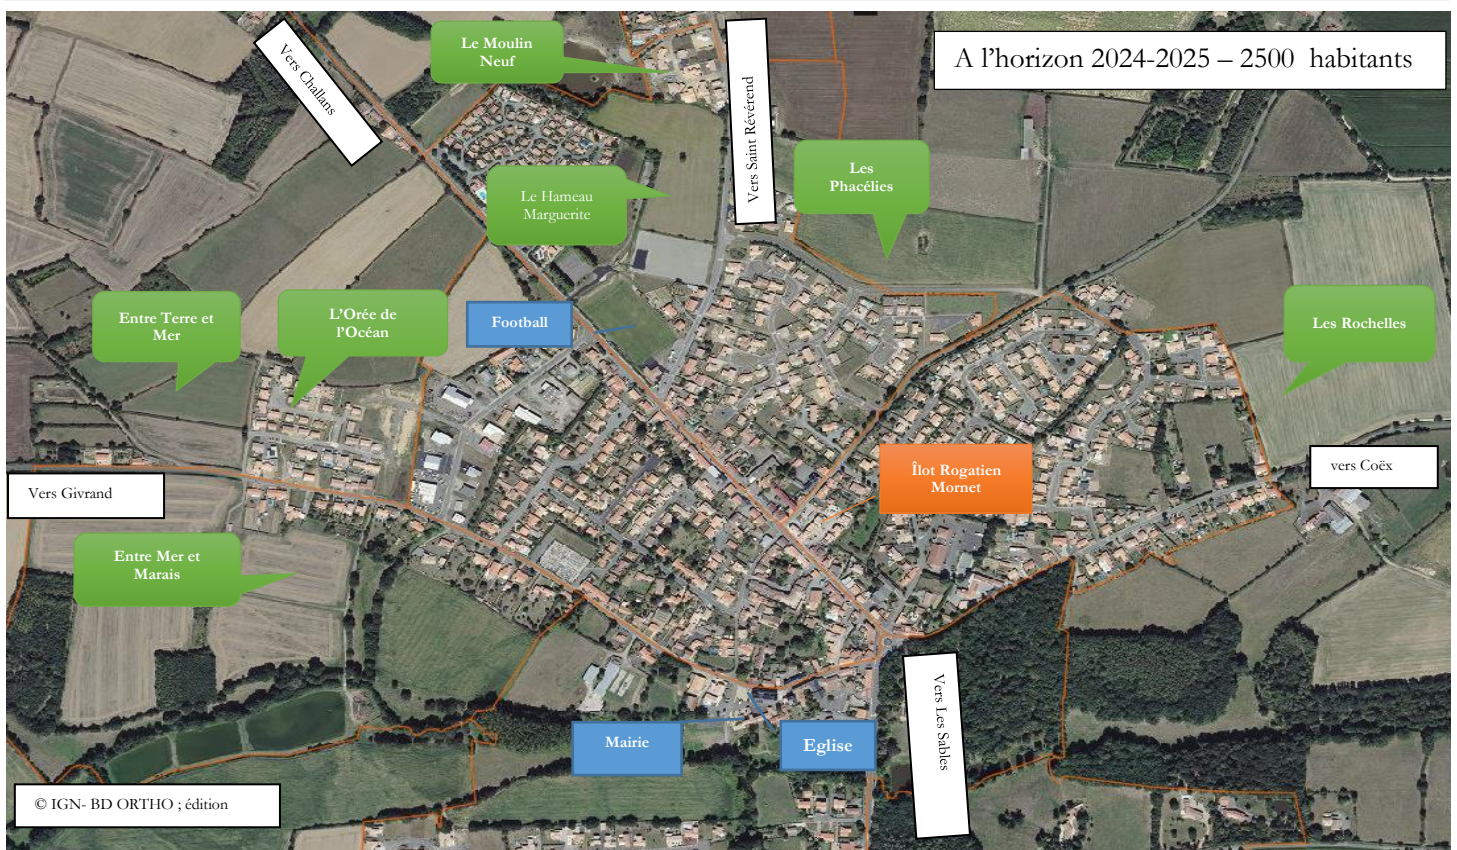 Le Moulin
Neuf
Vers Challans
Vers Saint Révérend
A l'horizon 2024-2025 – 2500 habitants
Les
Phacélies
Le Hameau
Marguerite
Entre Terre et
Mer
L'Orée de
l'Océan
Football
Les Rochelles
Îlot Rogatien
Mornet
vers Coëx
Vers Givrand
Entre Mer et
Marais
Vers Les Sables
Mairie
Eglise
© IGN- BD ORTHO ; édition